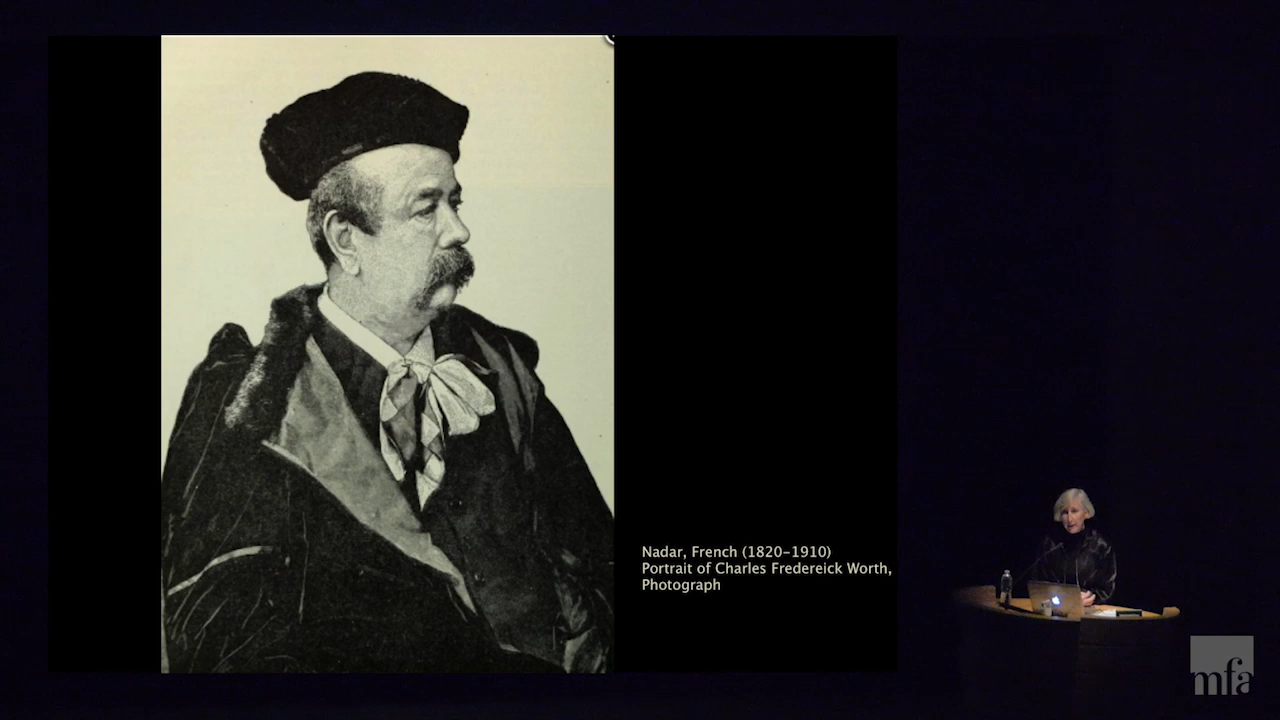 Nadar, French (1820-1910)
Portrait of Charles Fredereick Worth,
Photograph
mfa